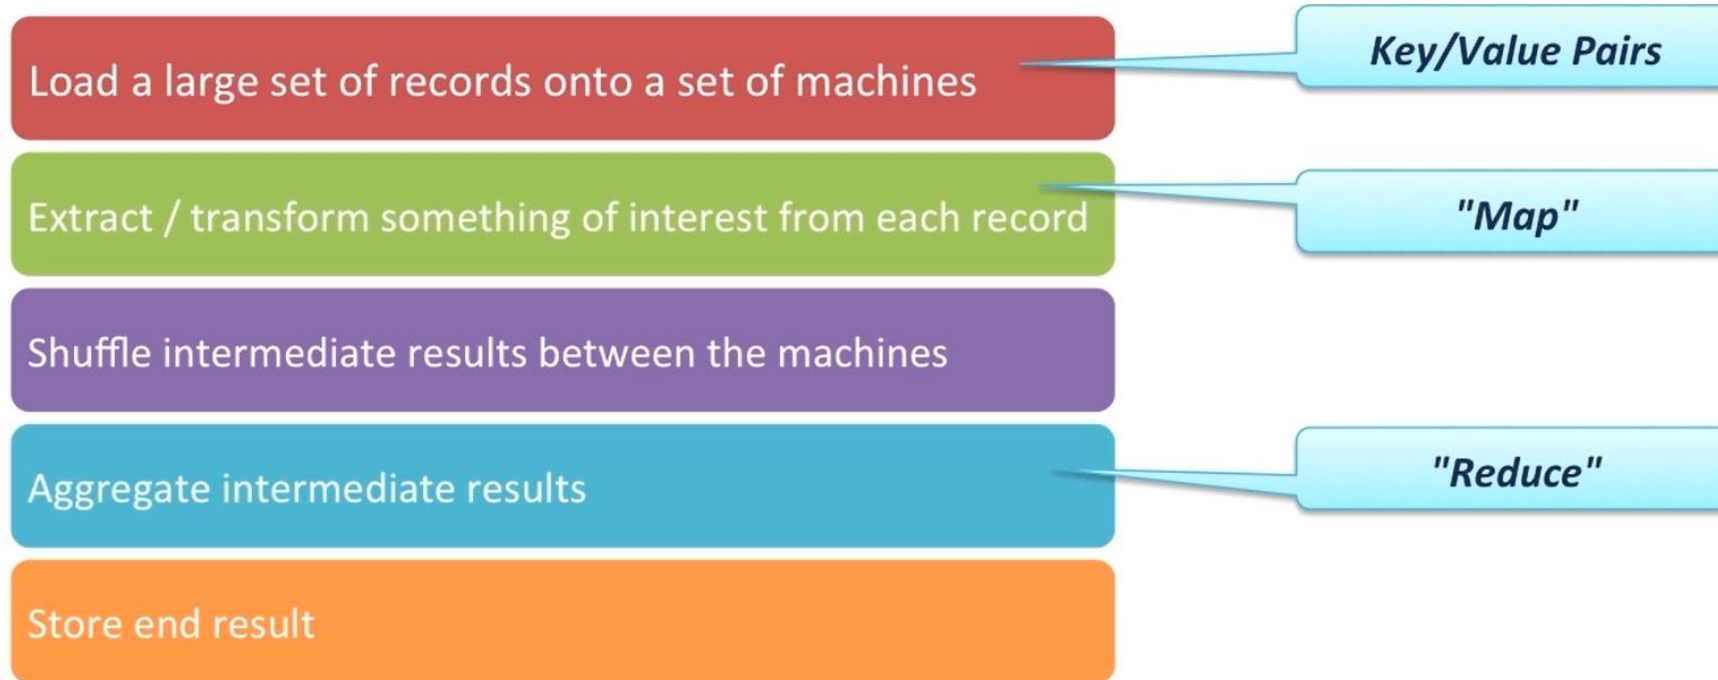 Load a large set of records onto a set of machines
Key/Value Pairs
Extract / transform something of interest from each record
"Map"
Shuffle intermediate results between the machines
Aggregate intermediate results
"Reduce"
Store end result